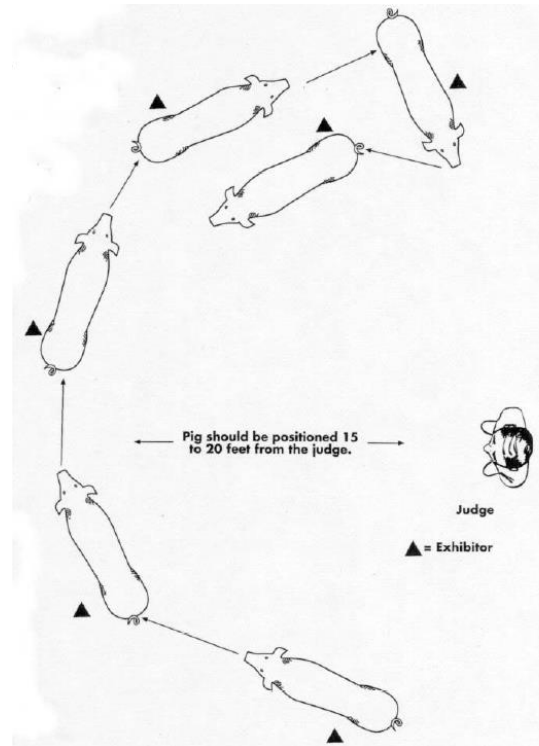 Pig should be positioned 15
to 20 feet from the judge.
Judge
▲ = Exhibitor